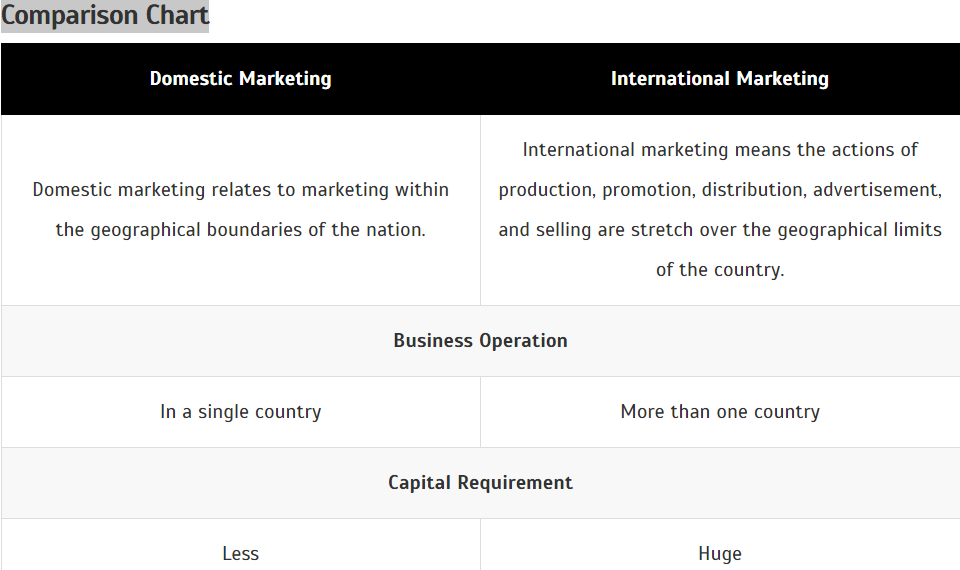 Comparison Chart
Domestic Marketing
International Marketing
Domestic marketing relates to marketing within
the geographical boundaries of the nation.
International marketing means the actions of
production, promotion, distribution, advertisement,
and selling are stretch over the geographical limits
of the country.
Business Operation
In a single country
More than one country
Capital Requirement
Less
Huge